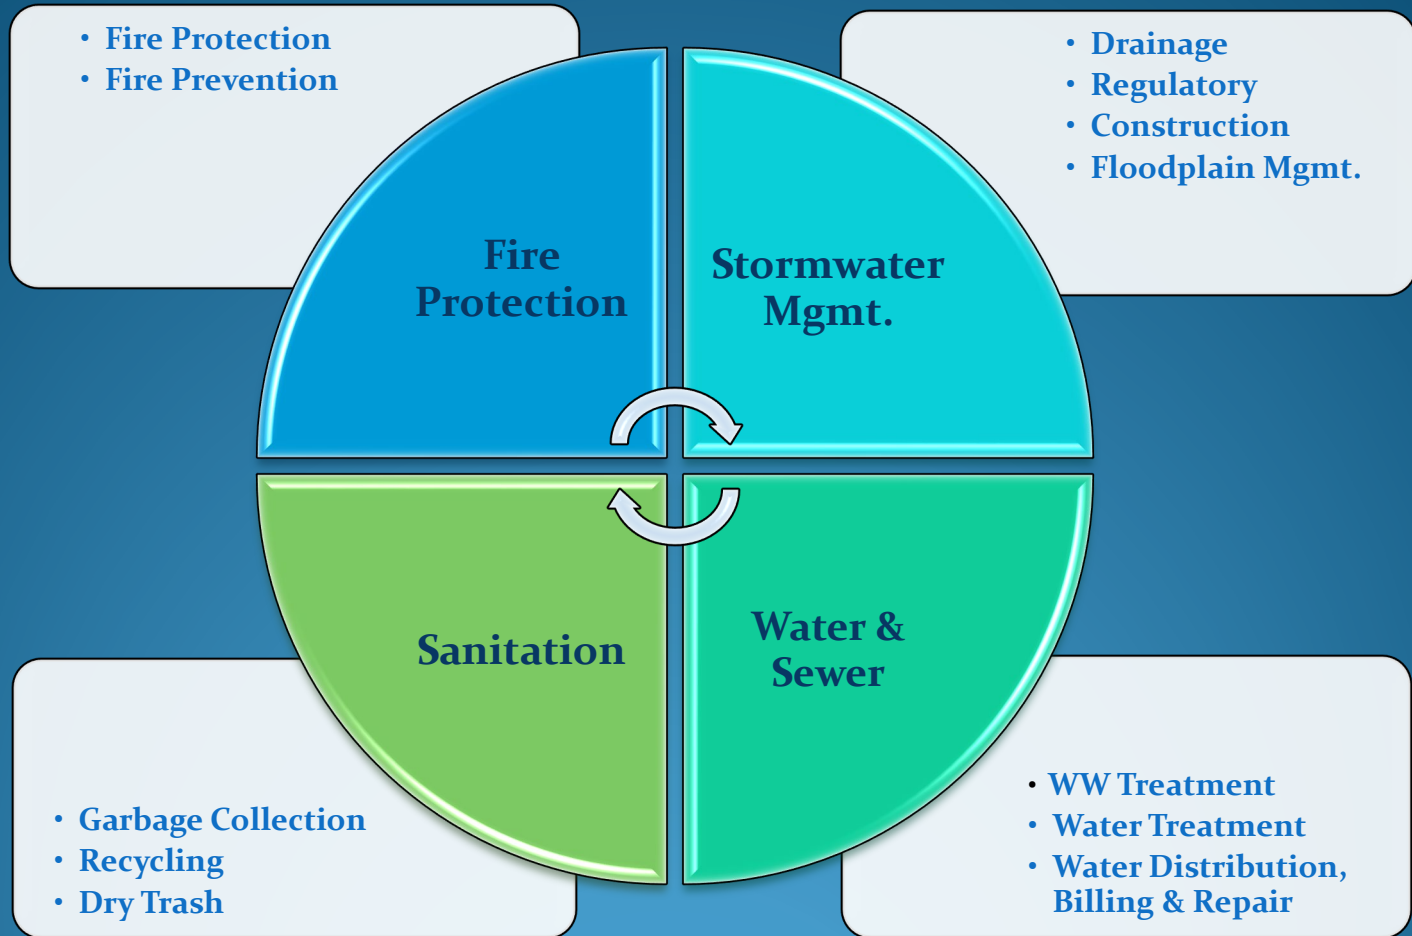 • Fire Protection
• Fire Prevention
• Drainage
• Regulatory
• Construction
• Floodplain Mgmt.
Fire
Protection
Stormwater
Mgmt.
Sanitation
Water &
Sewer
• Garbage Collection
• Recycling
• Dry Trash
• WW Treatment
• Water Treatment
• Water Distribution,
Billing & Repair